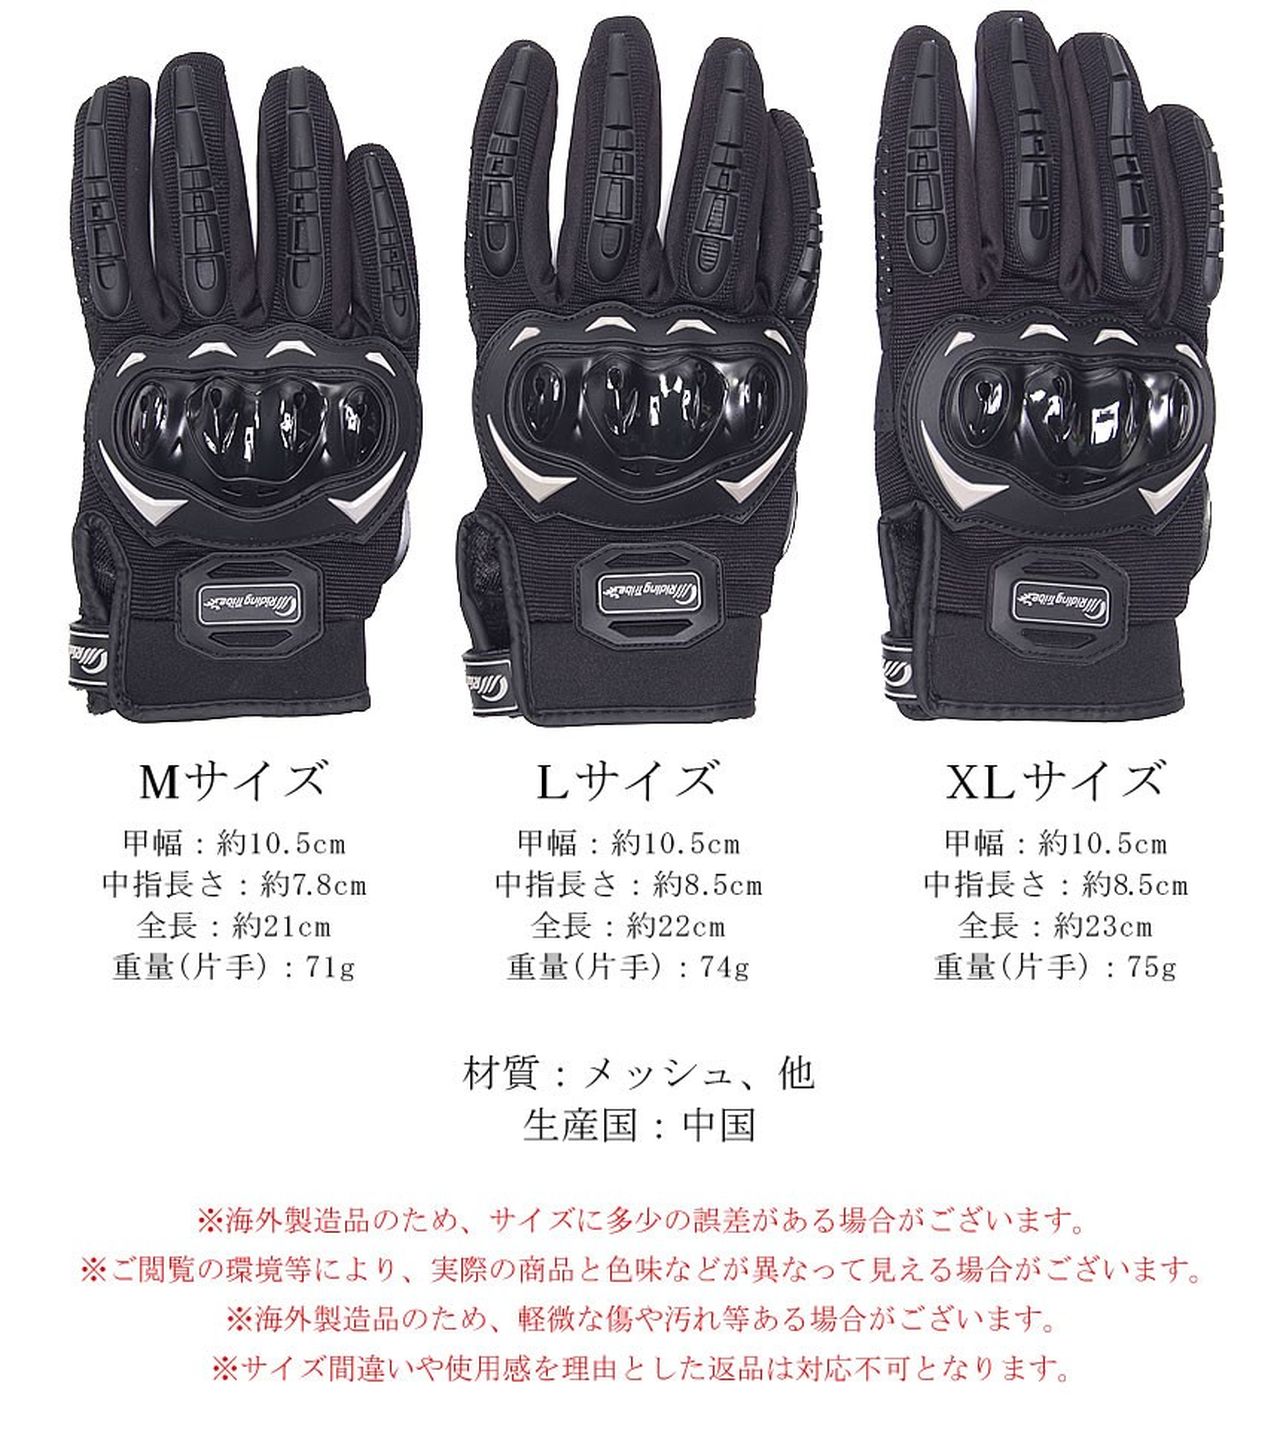 Riding Tribe
Riding Tribe
Riding Tribe
Mサイズ
甲幅：約10.5cm
中指長さ：約7.8cm
全長：約21cm
重量(片手)：71g
Lサイズ
甲幅：約10.5cm
中指長さ：約8.5cm
全長：約22cm
重量(片手)：74g
XLサイズ
甲幅：約10.5cm
中指長さ：約8.5cm
全長：約23cm
重量(片手)：75g
材質：メッシュ、他
生産国：中国
※海外製造品のため、サイズに多少の誤差がある場合がございます。
※ご閲覧の環境等により、実際の商品と色味などが異なって見える場合がございます。
※海外製造品のため、軽微な傷や汚れ等ある場合がございます。
※サイズ間違いや使用感を理由とした返品は対応不可となります。